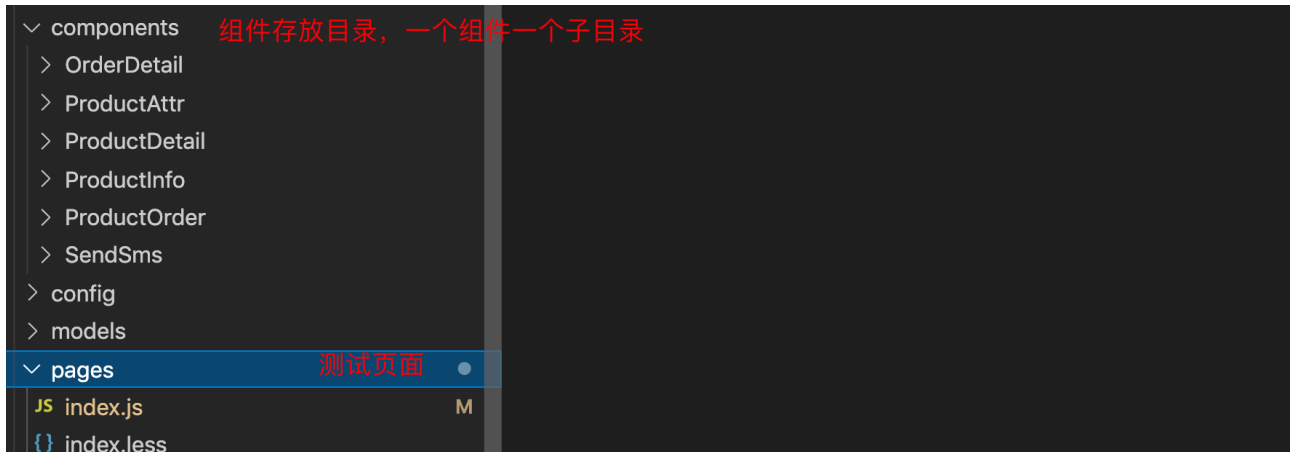 components 组件存放目录，一个组件一个子目录
OrderDetail
ProductAttr
ProductDetail
ProductInfo
ProductOrder
SendSms
config
models
pages 测试页面
JS index.js M
{} index.less